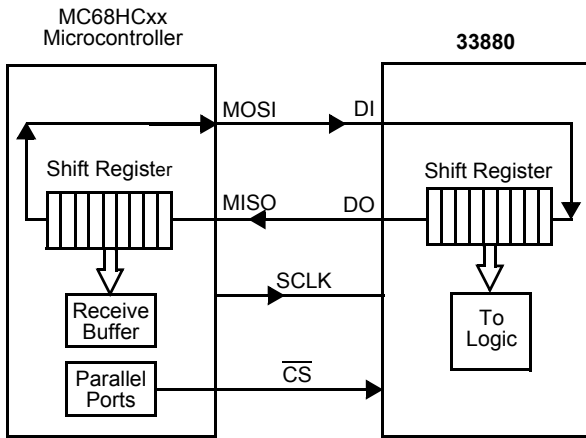 MC68HCxx
Microcontroller
33880
MOSI
DI
Shift Register
Shift Register
MISO
DO
SCLK
Receive
Buffer
To
Logic
Parallel
Ports
CS